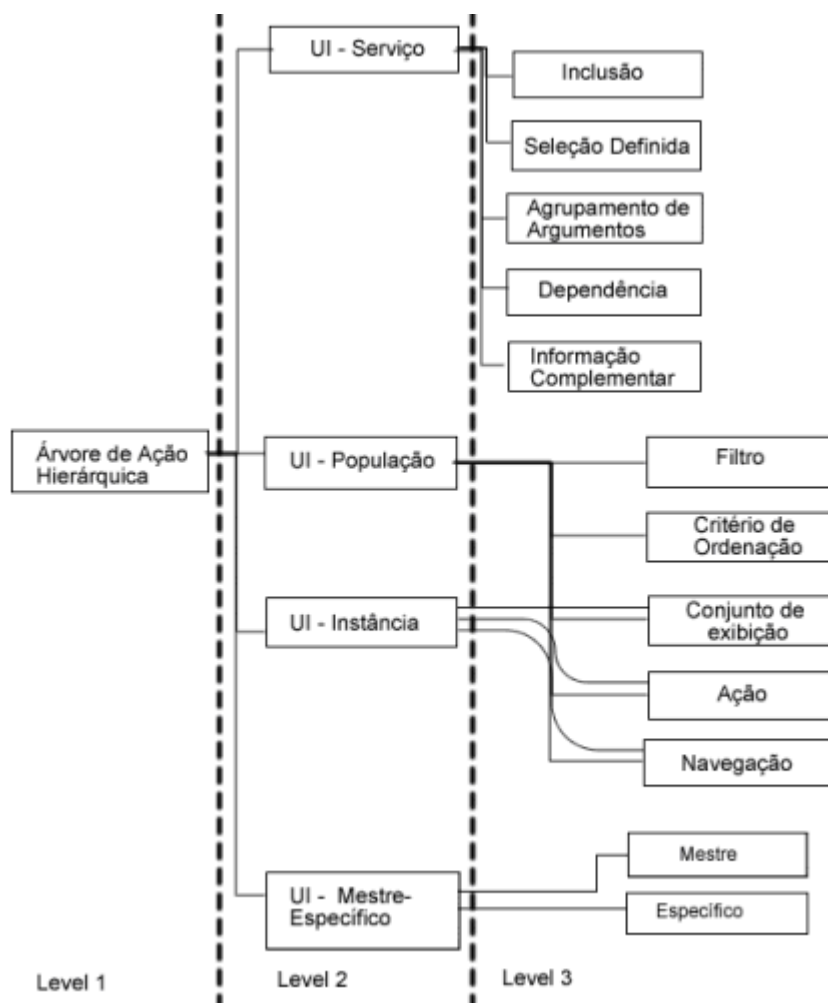 UI - Serviço
Inclusão
Seleção Definida
Agrupamento de
Argumentos
Dependência
Informação
Complementar
Árvore de Ação
Hierárquica
UI - População
Filtro
Critério de
Ordenação
UI - Instância
Conjunto de
exibição
Ação
Navegação
UI - Mestre-
Específico
Mestre
Específico
Level 1
Level 2
Level 3